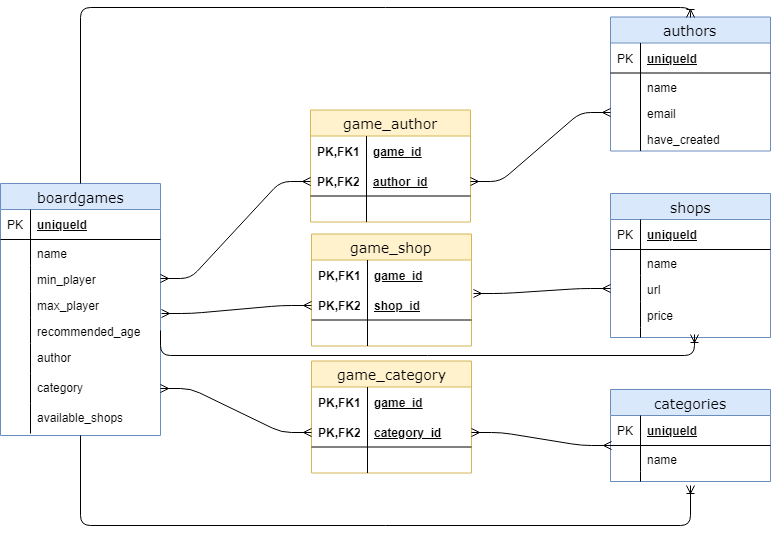 boardgames
PK uniqueId
name
min_player
max_player
recommended_age
author
category
available_shops
game_author
PK,FK1 game_id
PK,FK2 author_id
game_shop
PK,FK1 game_id
PK,FK2 shop_id
game_category
PK,FK1 game_id
PK,FK2 category_id
authors
PK uniqueId
name
email
have_created
shops
PK uniqueId
name
url
price
categories
PK uniqueId
name